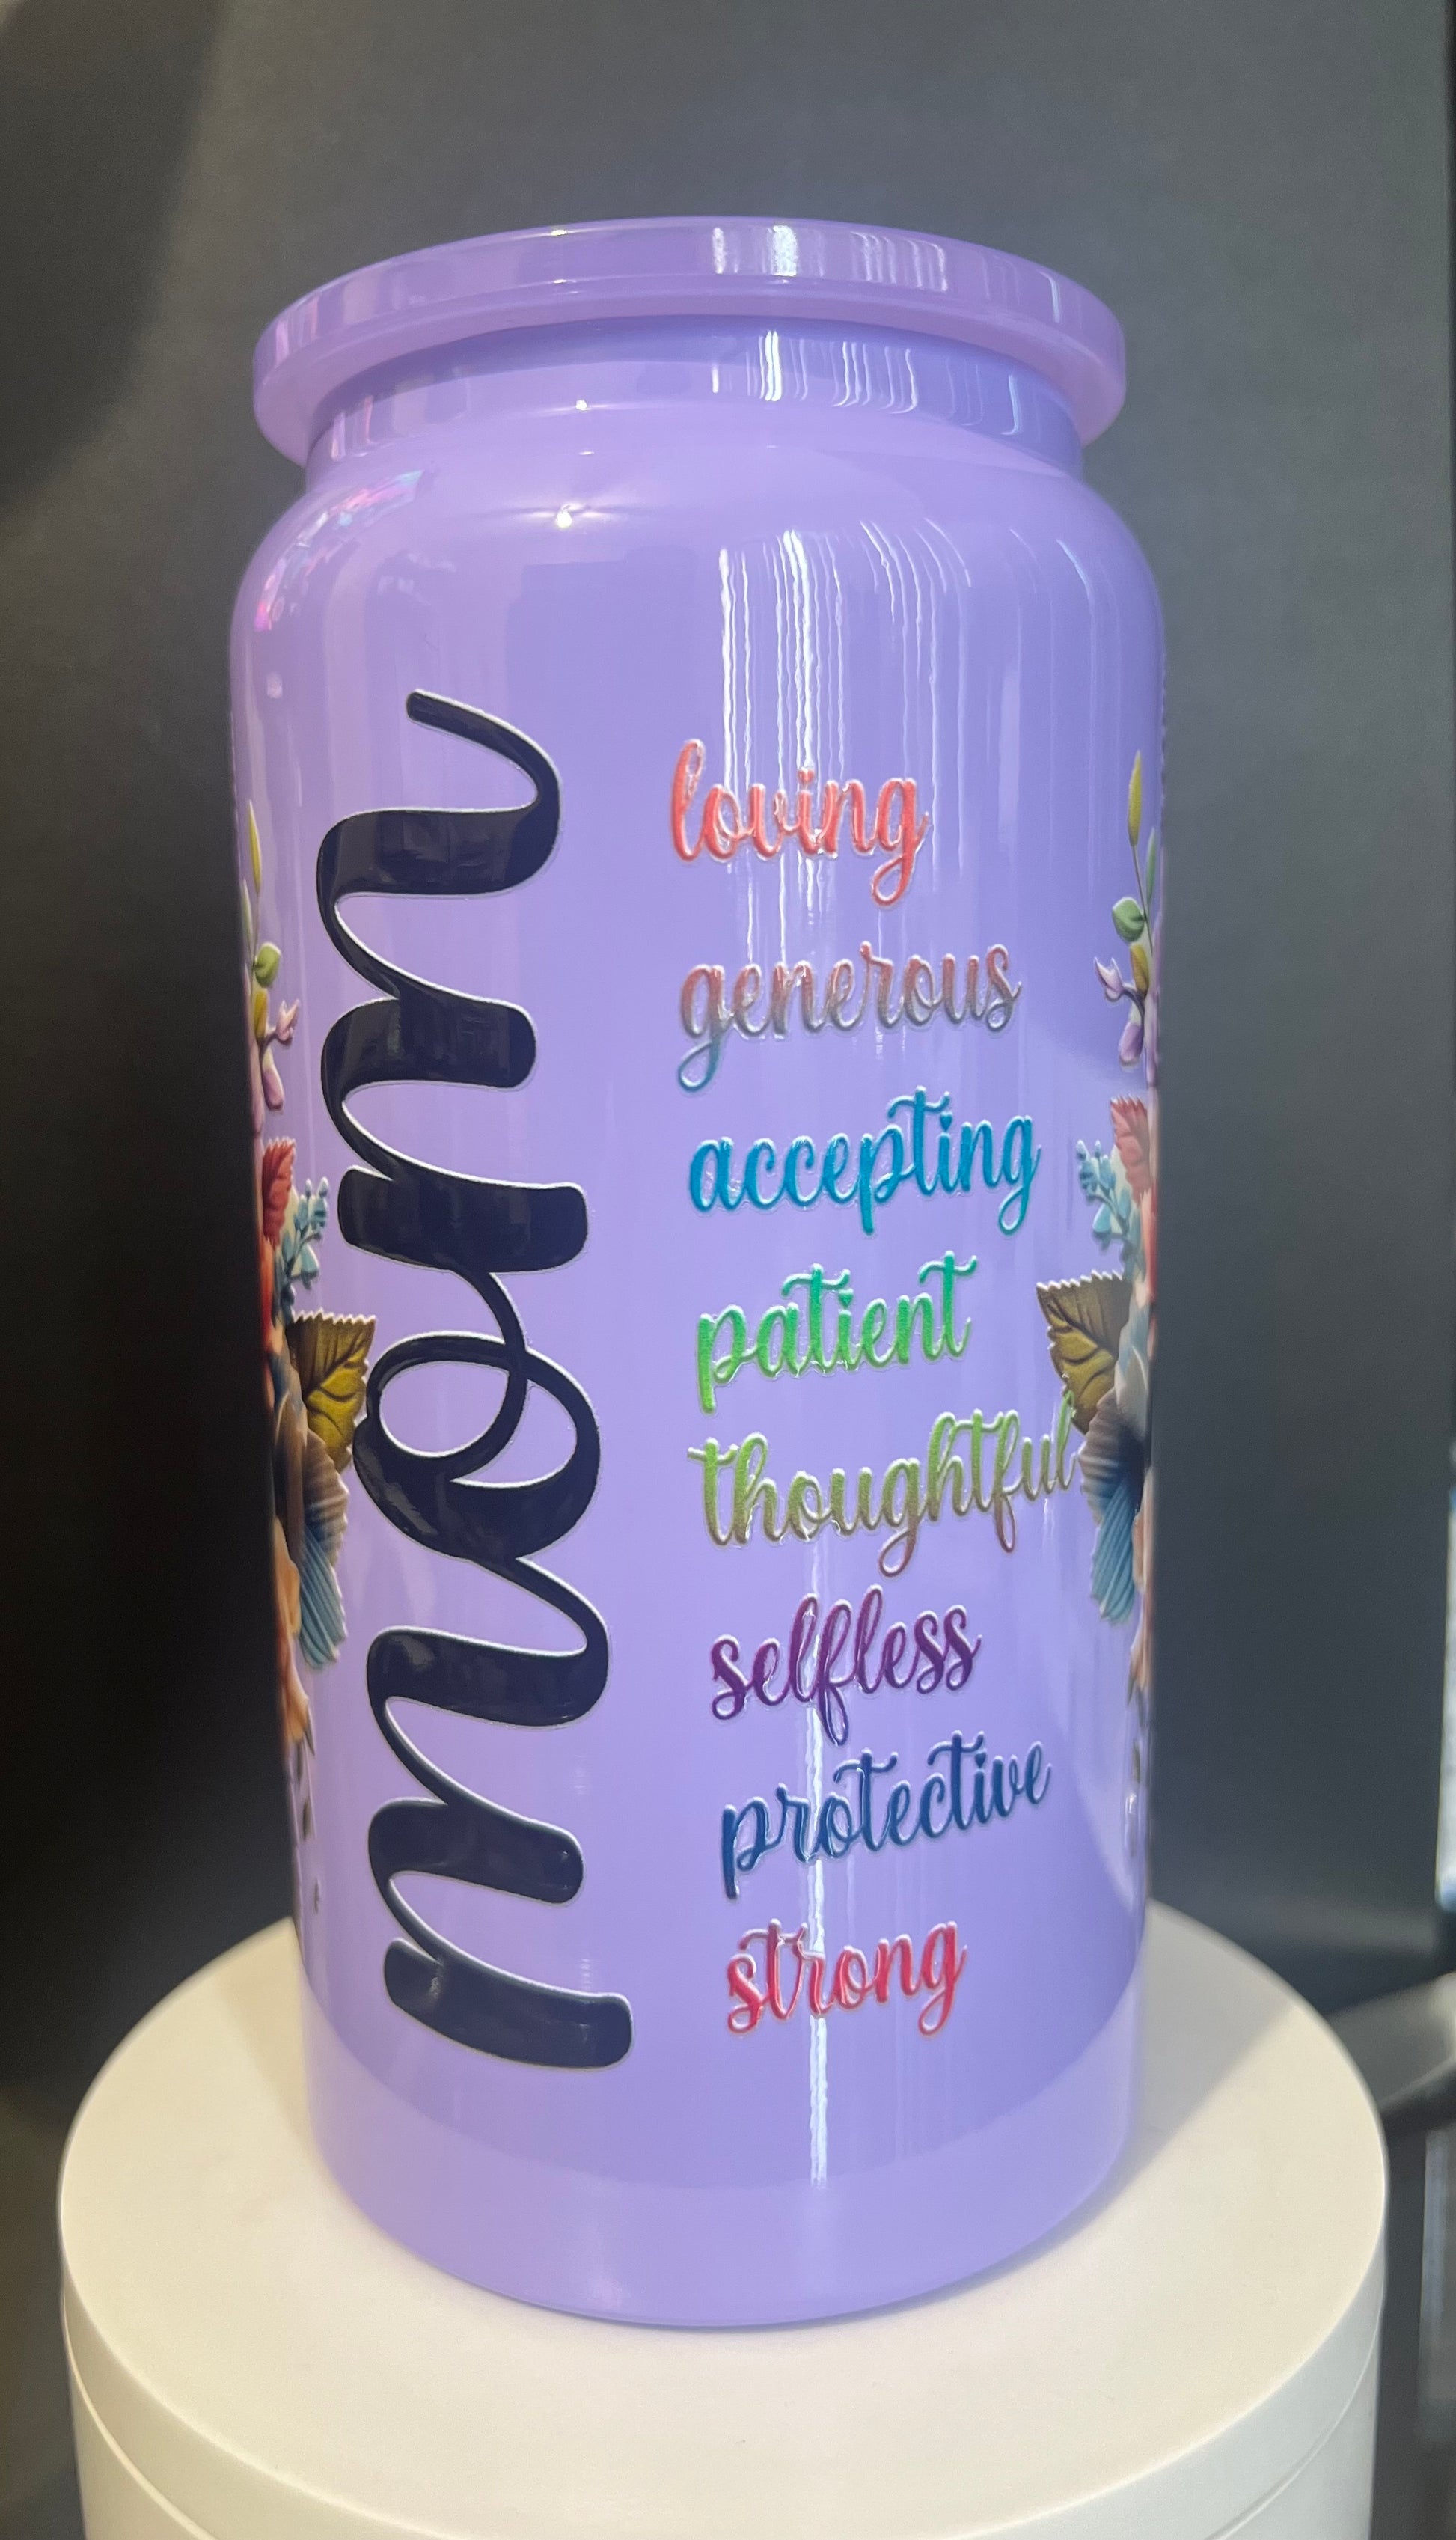 mom
loving
generous
accepting
patient
thoughtful
selfless
protective
strong